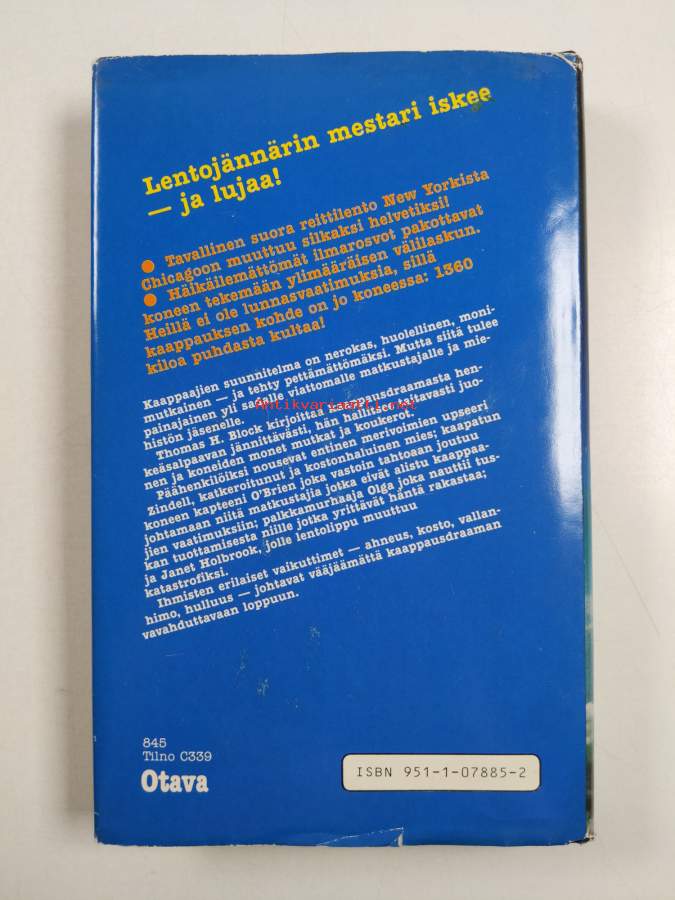 Lentojännärin mestari iskee
— ja lujaa!
● Tavallinen suora reittilento New Yorkista
Chicagoon muuttuu silkaksi helvetiksi!
● Häikäilemättömät ilmarosvot pakottavat
koneen tekemään ylimääräisen välilaskun.
Heillä ei ole lunnasvaatimuksia, sillä
kaappauksen kohde on jo koneessa: 1360
kiloa puhdasta kultaa!
Kaappaajien suunnitelma on nerokas, huolellinen, moni-
mutkainen — ja tehty pettämättömäksi. Mutta siitä tulee
painajainen yli sadalle viattomalle matkustajalle ja mie-
histön jäsenelle.
Thomas H. Block kirjoittaa kaappausdraamasta hen-
keäsalpaavan jännittävästi, hän hallitsee juo-
nen ja koneiden monet mutkat ja koukerot.
Päähenkilöiksi nousevat entinen merivoimien upseeri
Zindell, katkeroitunut ja kostonhaluinen mies; kaapatun
koneen kapteeni O'Brien joka vastoin tahtoaan joutuu
johtamaan niitä matkustajia jotka eivät alistu kaappaa-
jien vaatimuksiin; palkkamurhaaja Olga joka nauttii tus-
kan tuottamisesta niille jotka yrittävät häntä rakastaa;
ja Janet Holbrook, jolle lentolippu muuttuu
katastrofiksi.
Ihmisten erilaiset vaikuttimet — ahneus, kosto, vallan-
himo, hulluus — johtavat vääjäämättä kaappausdraaman
vavahduttavaan loppuun.
Antikvariaatti.net
845
Tilno C339
Otava
ISBN 951-1-07885-2